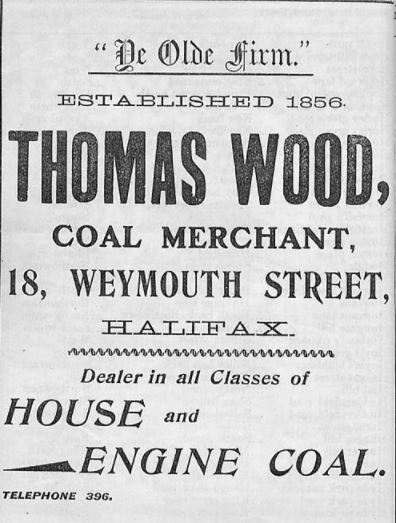 "Ye Olde Firm."
ESTABLISHED 1856.
THOMAS WOOD,
COAL MERCHANT,
18, WEYMOUTH STREET,
HALIFAX.
Dealer in all Classes of
HOUSE and
ENGINE COAL.
TELEPHONE 396.